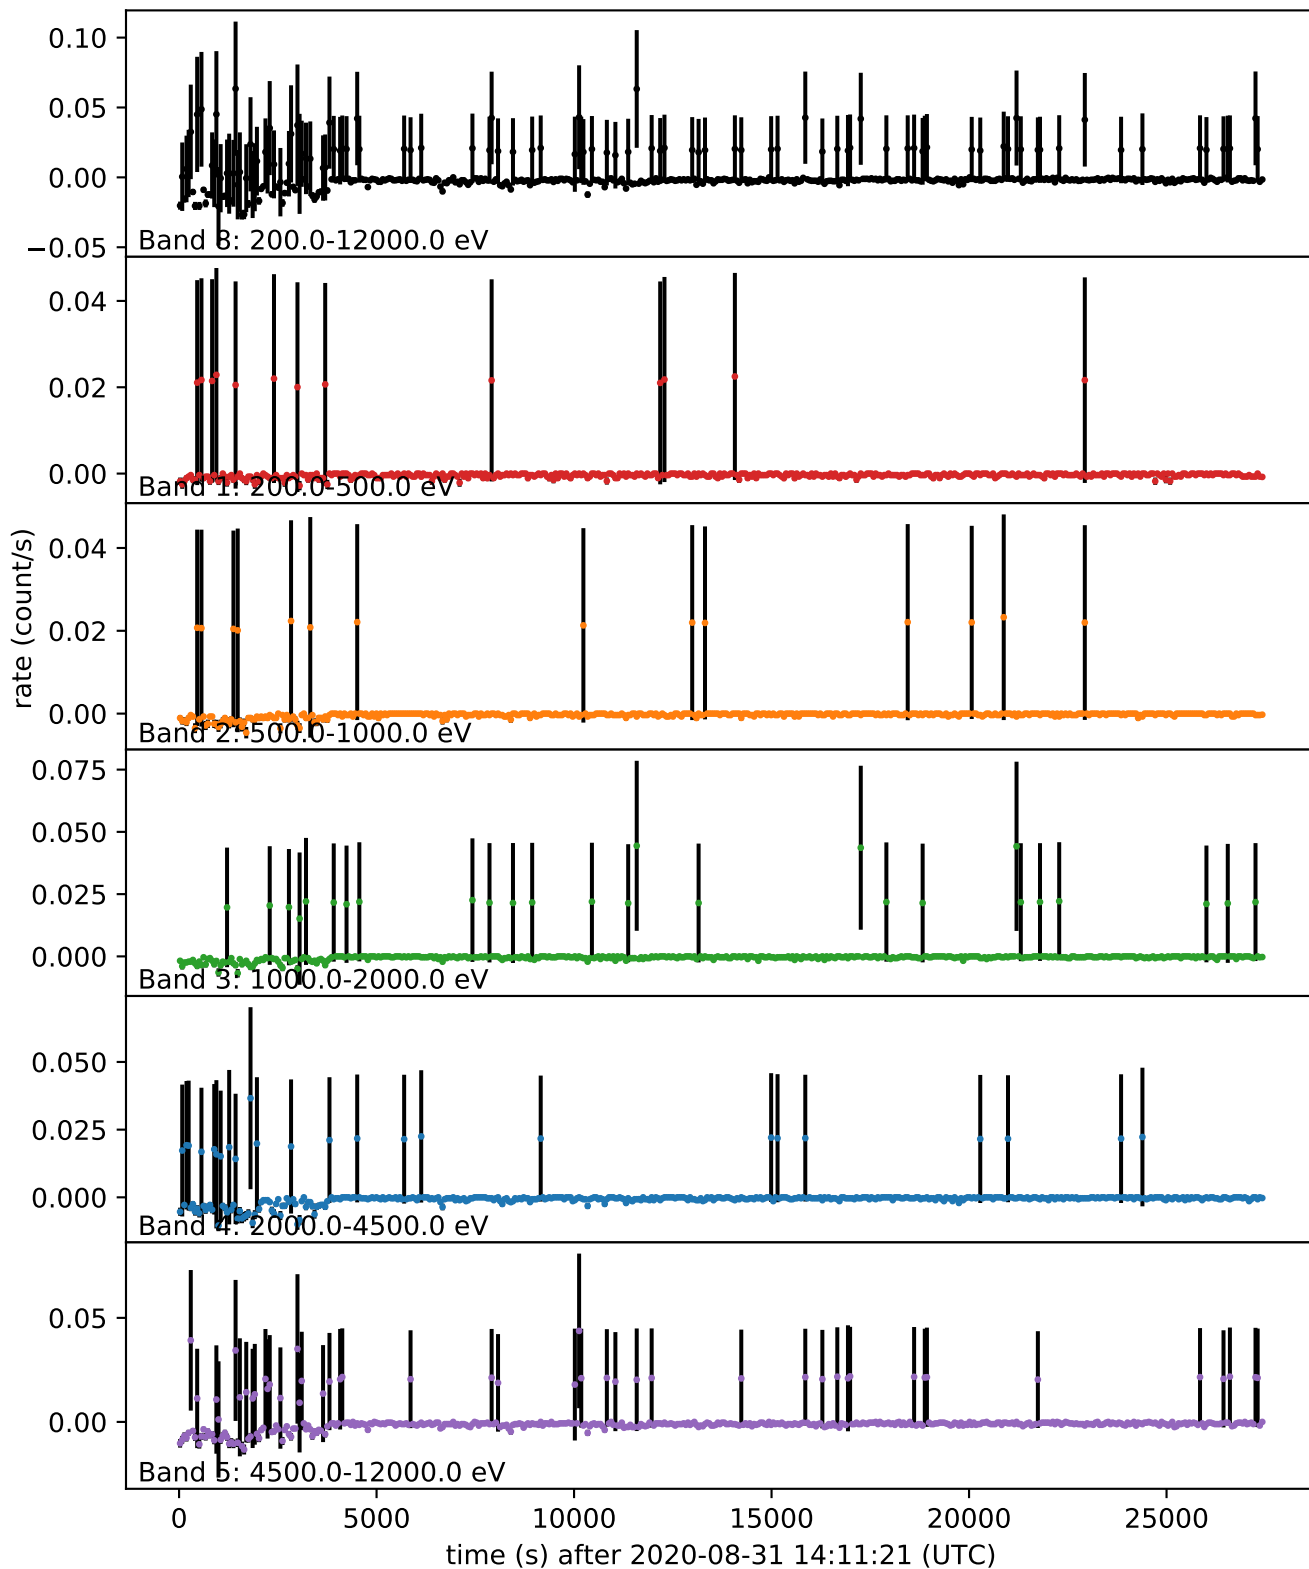 0.10
0.05
0.00
−0.05
Band 8: 200.0-12000.0 eV
0.04
0.02
0.00
Band 1: 200.0-500.0 eV
0.04
0.02
0.00
Band 2: 500.0-1000.0 eV
rate (count/s)
0.075
0.050
0.025
0.000
Band 3: 1000.0-2000.0 eV
0.050
0.025
0.000
Band 4: 2000.0-4500.0 eV
0.05
0.00
Band 5: 4500.0-12000.0 eV
0 5000 10000 15000 20000 25000
time (s) after 2020-08-31 14:11:21 (UTC)